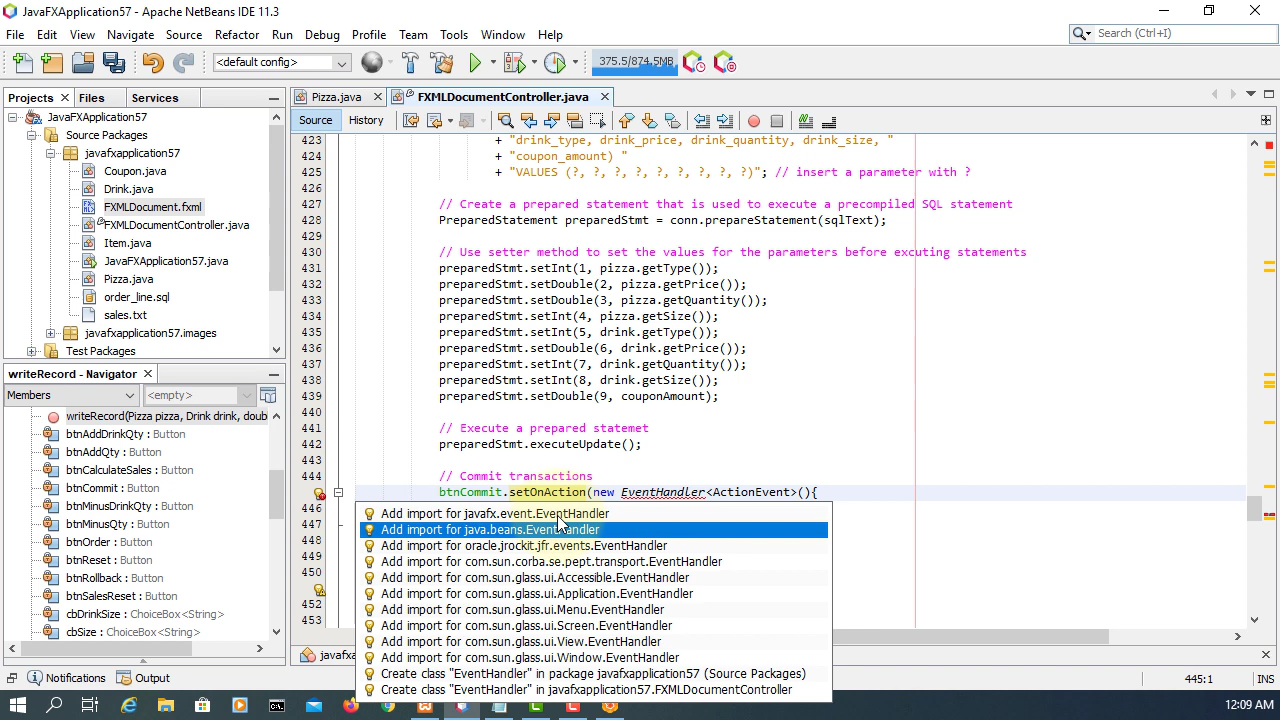 JavaFXApplication57 - Apache NetBeans IDE 11.3
File Edit View Navigate Source Refactor Run Debug Profile Team Tools Window Help
Search (Ctrl+I)
<default config>
375.5/874.5MB
Projects Files Services
Pizza.java FXMLDocumentController.java
Source History
JavaFXApplication57
Source Packages
javafxapplication57
Coupon.java
Drink.java
FXMLDocument.fxml
FXMLDocumentController.java
Item.java
JavaFXApplication57.java
Pizza.java
order_line.sql
sales.txt
javafxapplication57.images
Test Packages
writeRecord - Navigator
Members <empty>
writeRecord(Pizza pizza, Drink drink, doub
btnAddDrinkQty : Button
btnAddQty : Button
btnCalculateSales : Button
btnCommit : Button
btnMinusDrinkQty : Button
btnMinusQty : Button
btnOrder : Button
btnReset : Button
btnRollback : Button
btnSalesReset : Button
cbDrinkSize : ChoiceBox<String>
cbSize : ChoiceBox<String>
423 + "drink_type, drink_price, drink_quantity, drink_size, "
424 + "coupon_amount) "
425 + "VALUES (?, ?, ?, ?, ?, ?, ?, ?, ?)"; // insert a parameter with ?
426
427 // Create a prepared statement that is used to execute a precompiled SQL statement
428 PreparedStatement preparedStmt = conn.prepareStatement(sqlText);
429
430 // Use setter method to set the values for the parameters before excuting statements
431 preparedStmt.setInt(1, pizza.getType());
432 preparedStmt.setDouble(2, pizza.getPrice());
433 preparedStmt.setDouble(3, pizza.getQuantity());
434 preparedStmt.setInt(4, pizza.getSize());
435 preparedStmt.setInt(5, drink.getType());
436 preparedStmt.setDouble(6, drink.getPrice());
437 preparedStmt.setInt(7, drink.getQuantity());
438 preparedStmt.setInt(8, drink.getSize());
439 preparedStmt.setDouble(9, couponAmount);
440
441 // Execute a prepared statemet
442 preparedStmt.executeUpdate();
443
444 // Commit transactions
btnCommit.setOnAction(new EventHandler<ActionEvent>(){
446
447
448
449
450
452
453
Add import for javafx.event.EventHandler
Add import for java.beans.EventHandler
Add import for oracle.jrockit.jfr.events.EventHandler
Add import for com.sun.corba.se.pept.transport.EventHandler
Add import for com.sun.glass.ui.Accessible.EventHandler
Add import for com.sun.glass.ui.Application.EventHandler
Add import for com.sun.glass.ui.Menu.EventHandler
Add import for com.sun.glass.ui.Screen.EventHandler
Add import for com.sun.glass.ui.View.EventHandler
Add import for com.sun.glass.ui.Window.EventHandler
Create class "EventHandler" in package javafxapplication57 (Source Packages)
Create class "EventHandler" in javafxapplication57.FXMLDocumentController
javafxa
Notifications Output
445:1 INS
12:09 AM